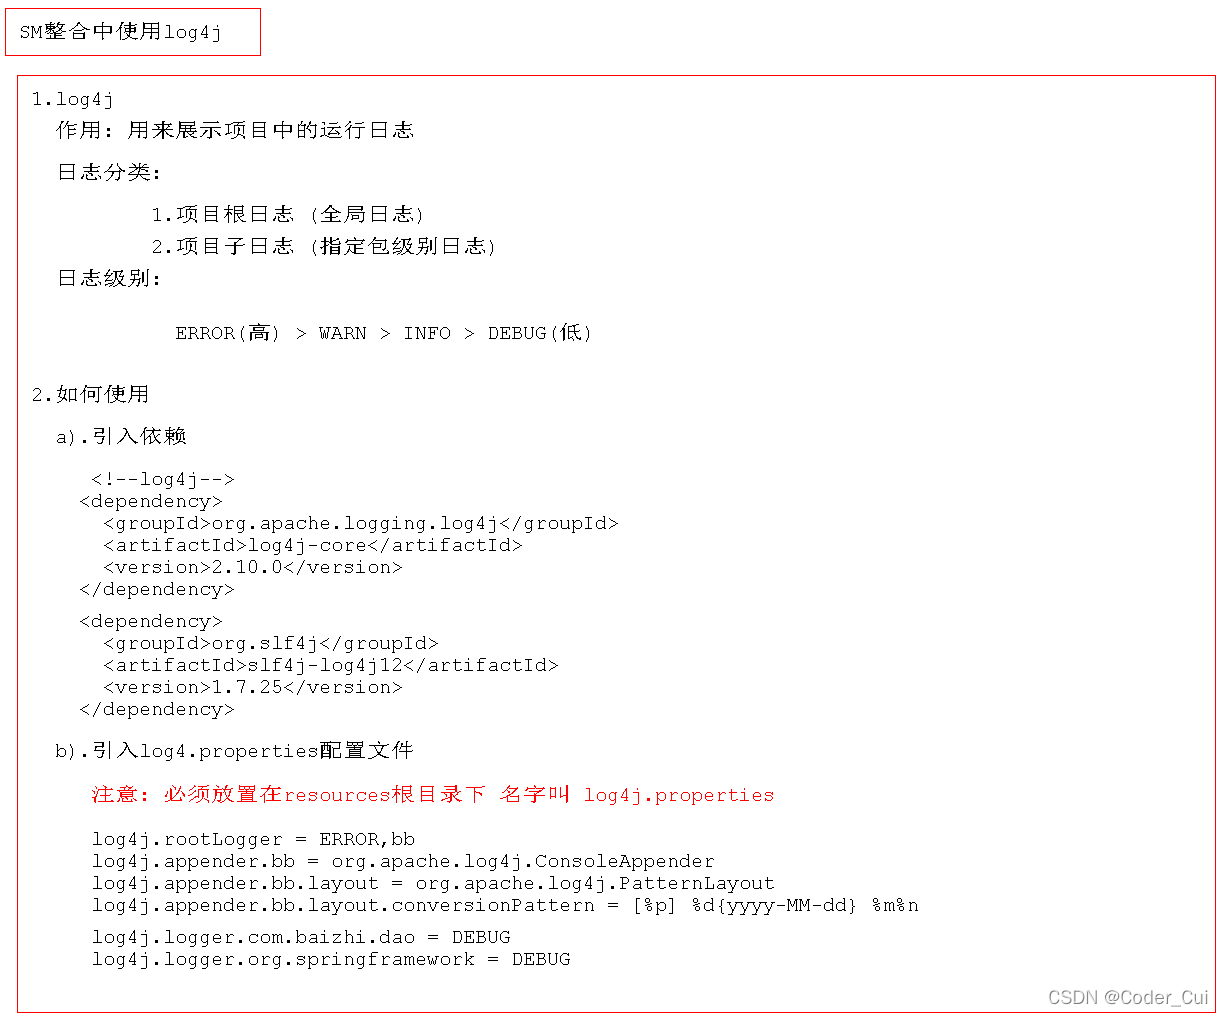 SM整合中使用log4j
1.log4j
作用: 用来展示项目中的运行日志
日志分类:
1.项目根日志 (全局日志)
2.项目子日志 (指定包级别日志)
日志级别:
ERROR(高) > WARN > INFO > DEBUG(低)
2.如何使用
a).引入依赖
<!--log4j-->
<dependency>
<groupId>org.apache.logging.log4j</groupId>
<artifactId>log4j-core</artifactId>
<version>2.10.0</version>
</dependency>
<dependency>
<groupId>org.slf4j</groupId>
<artifactId>slf4j-log4j12</artifactId>
<version>1.7.25</version>
</dependency>
b).引入log4.properties配置文件
注意: 必须放置在resources根目录下 名字叫 log4j.properties
log4j.rootLogger = ERROR,bb
log4j.appender.bb = org.apache.log4j.ConsoleAppender
log4j.appender.bb.layout = org.apache.log4j.PatternLayout
log4j.appender.bb.layout.conversionPattern = [%p] %d{yyyy-MM-dd} %m%n
log4j.logger.com.baizhi.dao = DEBUG
log4j.logger.org.springframework = DEBUG
CSDN @Coder_Cui